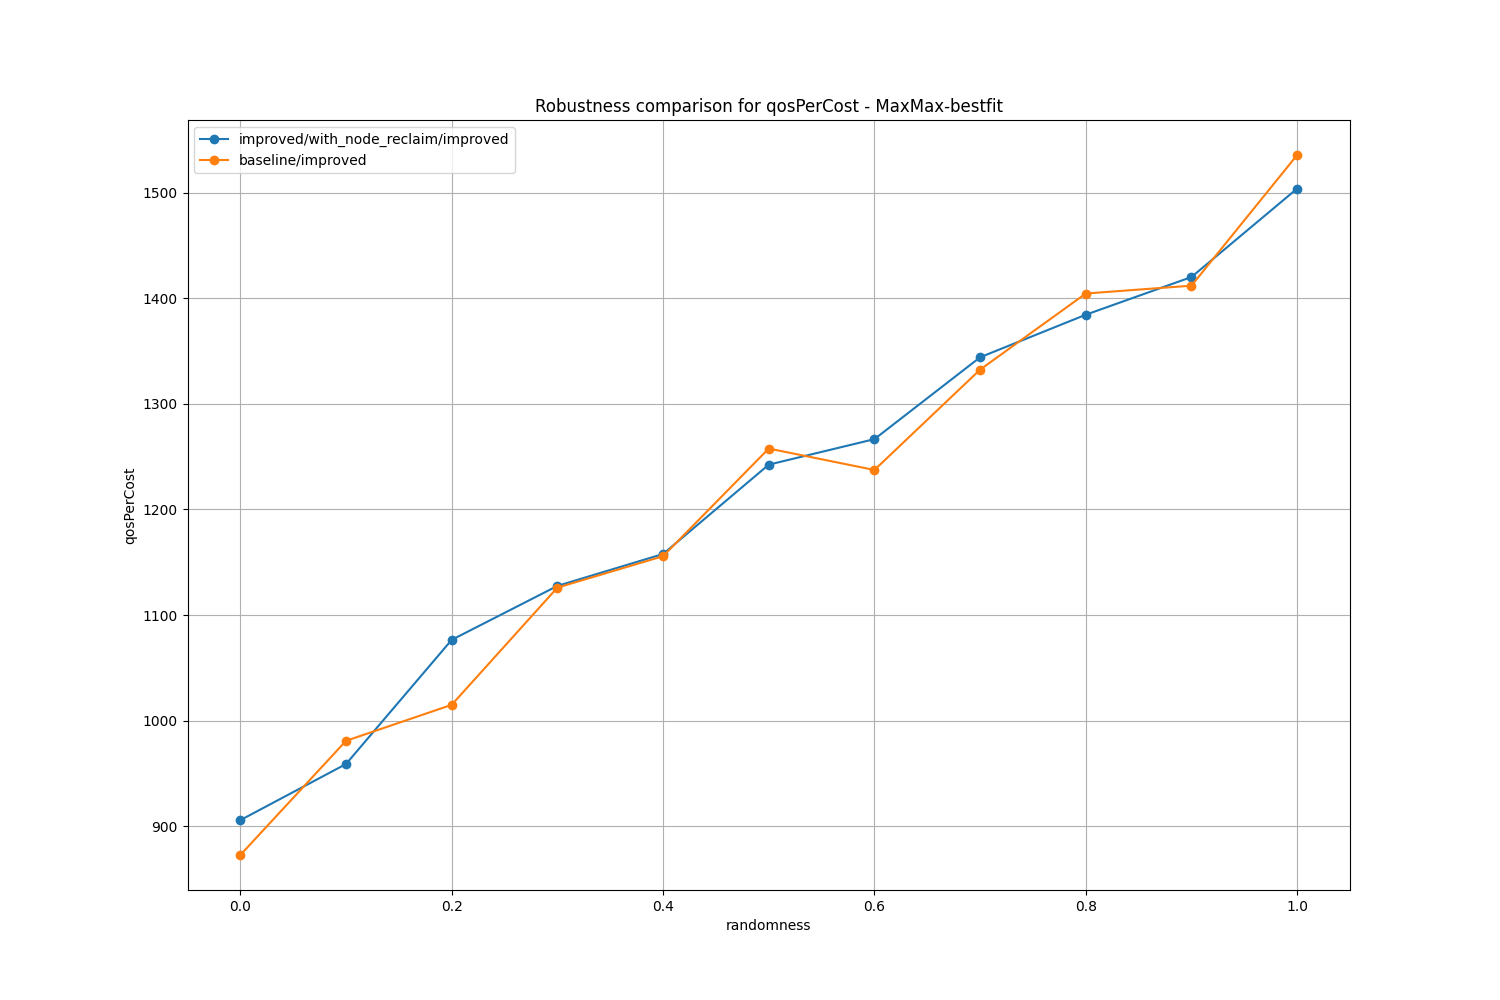 Robustness comparison for qosPerCost - MaxMax-bestfit
improved/with_node_reclaim/improved
baseline/improved
1500
1400
1300
1200
1100
1000
900
qosPerCost
0.0 0.2 0.4 0.6 0.8 1.0
randomness